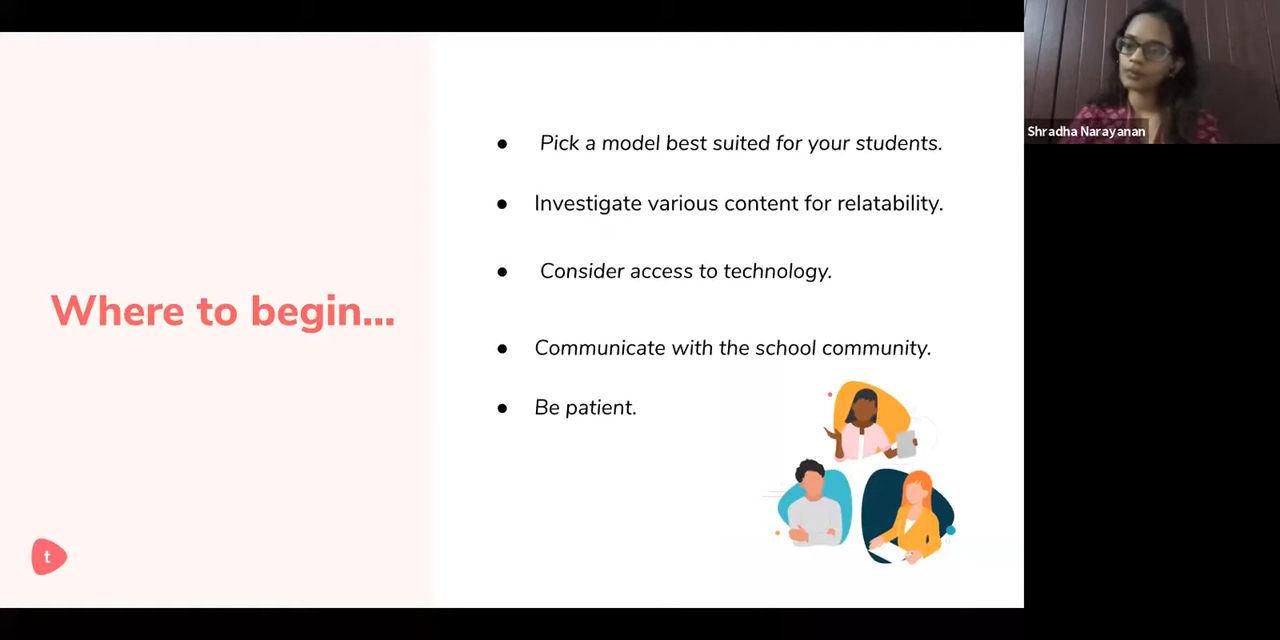 Where to begin...
● Pick a model best suited for your students.
● Investigate various content for relatability.
● Consider access to technology.
● Communicate with the school community.
● Be patient.
t
Shradha Narayanan